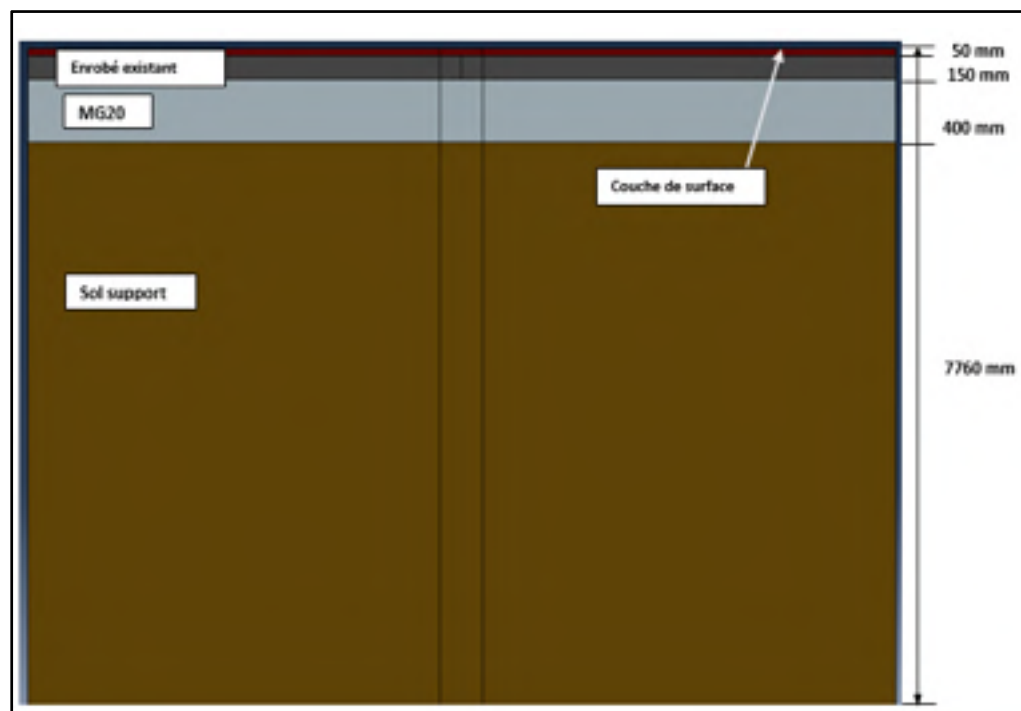 Enrobé existant
50 mm
150 mm
MG20
400 mm
Couche de surface
Sol support
7760 mm